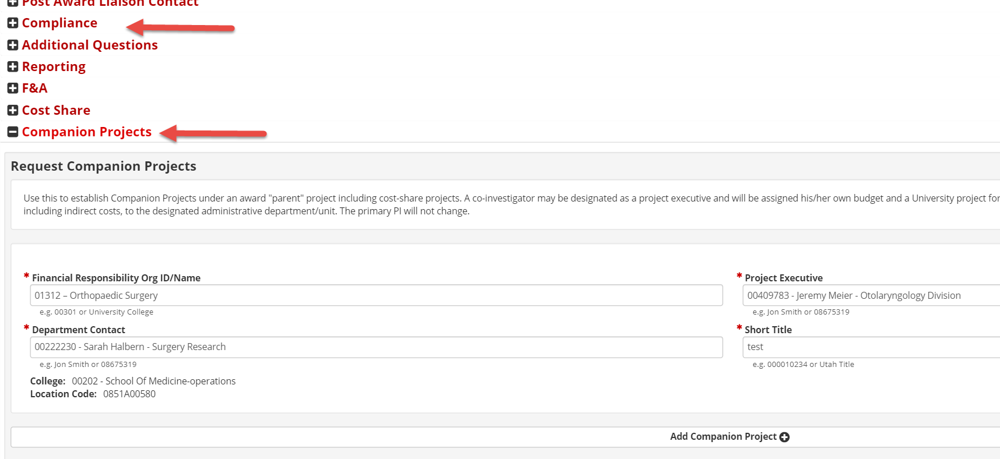 Post Award Liaison Contact
Compliance
Additional Questions
Reporting
F&A
Cost Share
Companion Projects
Request Companion Projects
Use this to establish Companion Projects under an award "parent" project including cost-share projects. A co-investigator may be designated as a project executive and will be assigned his/her own budget and a University project for
including indirect costs, to the designated administrative department/unit. The primary PI will not change.
* Financial Responsibility Org ID/Name
01312 – Orthopaedic Surgery
e.g. 00301 or University College
* Project Executive
00409783 - Jeremy Meier - Otolaryngology Division
e.g. Jon Smith or 08675319
* Department Contact
00222230 - Sarah Halbern - Surgery Research
e.g. Jon Smith or 08675319
* Short Title
test
e.g. 000010234 or Utah Title
College: 00202 - School Of Medicine-operations
Location Code: 0851A00580
Add Companion Project